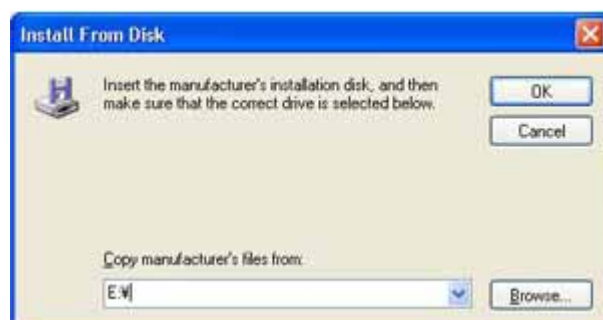 Install From Disk
Insert the manufacturer's installation disk, and then
make sure that the correct drive is selected below.
OK
Cancel
Copy manufacturer's files from:
E:¥
Browse...